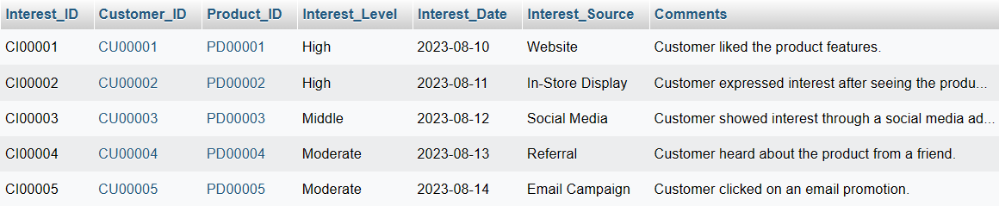 Interest_ID Customer_ID Product_ID Interest_Level Interest_Date Interest_Source Comments
CI00001 CU00001 PD00001 High 2023-08-10 Website Customer liked the product features.
CI00002 CU00002 PD00002 High 2023-08-11 In-Store Display Customer expressed interest after seeing the produ...
CI00003 CU00003 PD00003 Middle 2023-08-12 Social Media Customer showed interest through a social media ad...
CI00004 CU00004 PD00004 Moderate 2023-08-13 Referral Customer heard about the product from a friend.
CI00005 CU00005 PD00005 Moderate 2023-08-14 Email Campaign Customer clicked on an email promotion.